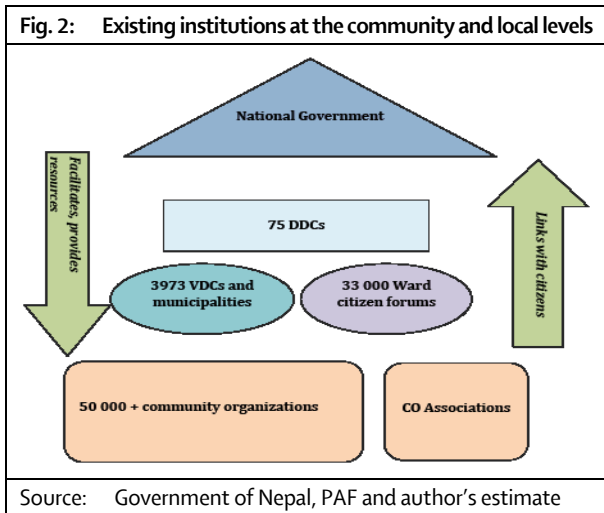 Fig. 2: Existing institutions at the community and local levels
National Government
Facilitates, provides
resources
Links with citizens
75 DDCs
3973 VDCs and
municipalities
33 000 Ward
citizen forums
50 000 + community organizations
CO Associations
Source: Government of Nepal, PAF and author's estimate